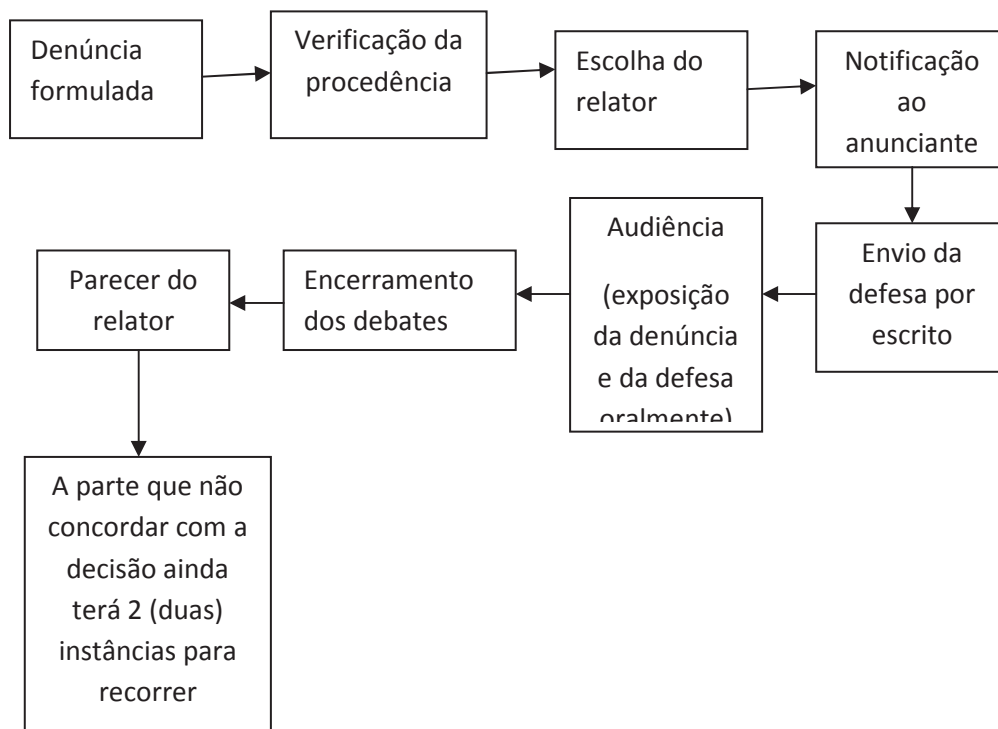 Denúncia
formulada
Verificação da
procedência
Escolha do
relator
Notificação
ao
anunciante
Envio da
defesa por
escrito
Audiência
(exposição
da denúncia
e da defesa
oralmente)
Encerramento
dos debates
Parecer do
relator
A parte que não
concordar com a
decisão ainda
terá 2 (duas)
instâncias para
recorrer